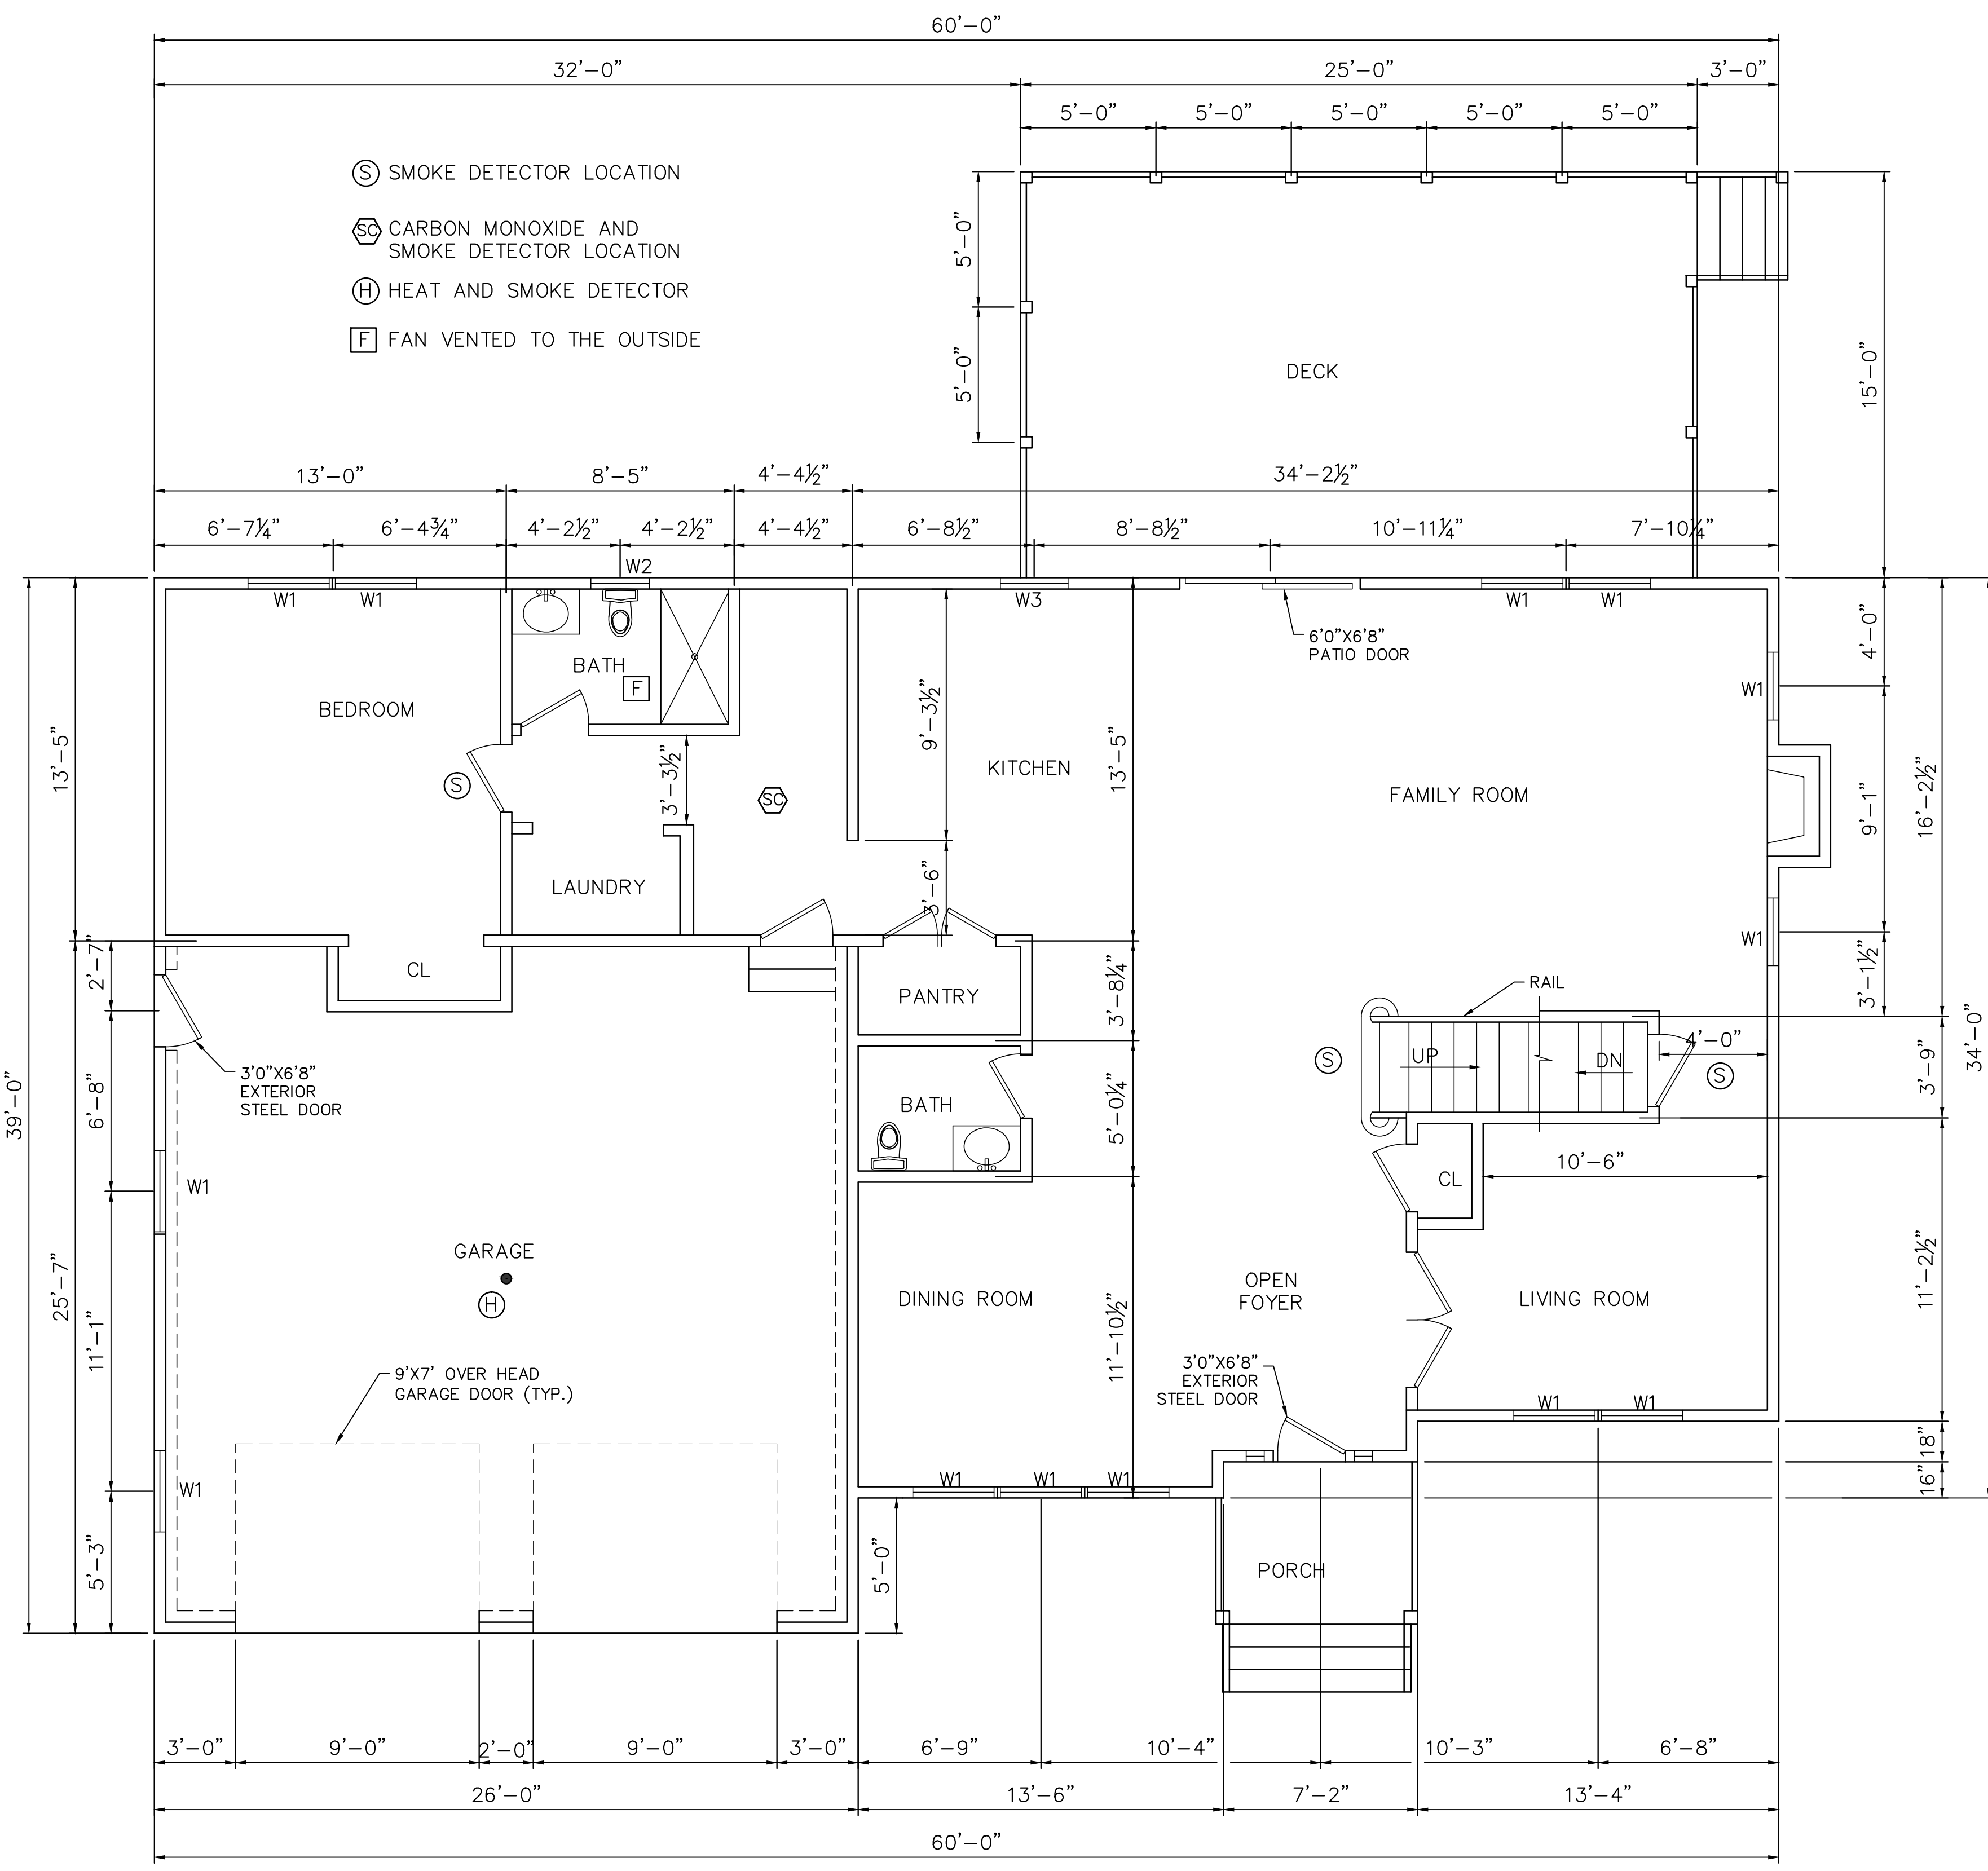 60'-0"
32'-0"
25'-0"
3'-0"
5'-0"
5'-0"
5'-0"
5'-0"
5'-0"
S SMOKE DETECTOR LOCATION
SC CARBON MONOXIDE AND
SMOKE DETECTOR LOCATION
H HEAT AND SMOKE DETECTOR
F FAN VENTED TO THE OUTSIDE
5'-0"
5'-0"
DECK
15'-0"
13'-0"
8'-5"
4'-4½"
34'-2½"
6'-7¼"
6'-4¾"
4'-2½"
4'-2½"
4'-4½"
6'-8½"
8'-8½"
10'-11¼"
7'-10¼"
W2
W1
W1
W3
W1
W1
6'0"X6'8"
PATIO DOOR
BATH
F
BEDROOM
13'-5"
S
3'-3½"
SC
LAUNDRY
9'-3½"
3'-6"
KITCHEN
13'-5"
FAMILY ROOM
W1
W1
4'-0"
9'-1"
3'-1½"
16'-2½"
34'-0"
39'-0"
25'-7"
2'-7"
6'-8"
11'-1"
5'-3"
CL
3'0"X6'8"
EXTERIOR
STEEL DOOR
PANTRY
3'-8¼"
RAIL
UP
DN
S
S
4'-0"
3'-9"
BATH
5'-0¼"
CL
10'-6"
W1
GARAGE
H
DINING ROOM
11'-10½"
OPEN
FOYER
LIVING ROOM
11'-2½"
9'X7' OVER HEAD
GARAGE DOOR (TYP.)
3'0"X6'8"
EXTERIOR
STEEL DOOR
W1
W1
18"
16"
W1
W1
W1
W1
5'-0"
PORCH
3'-0"
9'-0"
2'-0"
9'-0"
3'-0"
6'-9"
10'-4"
10'-3"
6'-8"
26'-0"
13'-6"
7'-2"
13'-4"
60'-0"